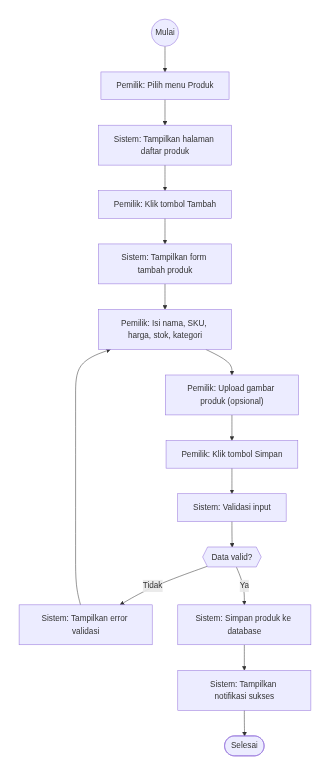 Mulai
Pemilik: Pilih menu Produk
Sistem: Tampilkan halaman
daftar produk
Pemilik: Klik tombol Tambah
Sistem: Tampilkan form
tambah produk
Pemilik: Isi nama, SKU,
harga, stok, kategori
Pemilik: Upload gambar
produk (opsional)
Pemilik: Klik tombol Simpan
Sistem: Validasi input
Data valid?
Tidak
Ya
Sistem: Tampilkan error
validasi
Sistem: Simpan produk ke
database
Sistem: Tampilkan
notifikasi sukses
Selesai